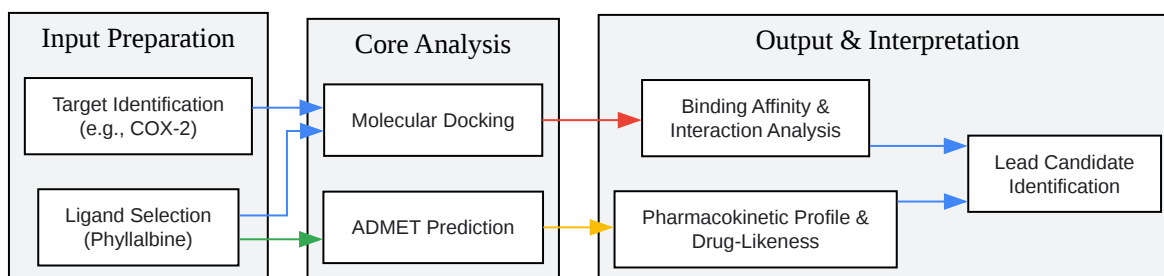 Input Preparation
Target Identification
(e.g., COX-2)
Ligand Selection
(Phyllalbine)
Core Analysis
Molecular Docking
ADMET Prediction
Output & Interpretation
Binding Affinity &
Interaction Analysis
Pharmacokinetic Profile &
Drug-Likeness
Lead Candidate
Identification